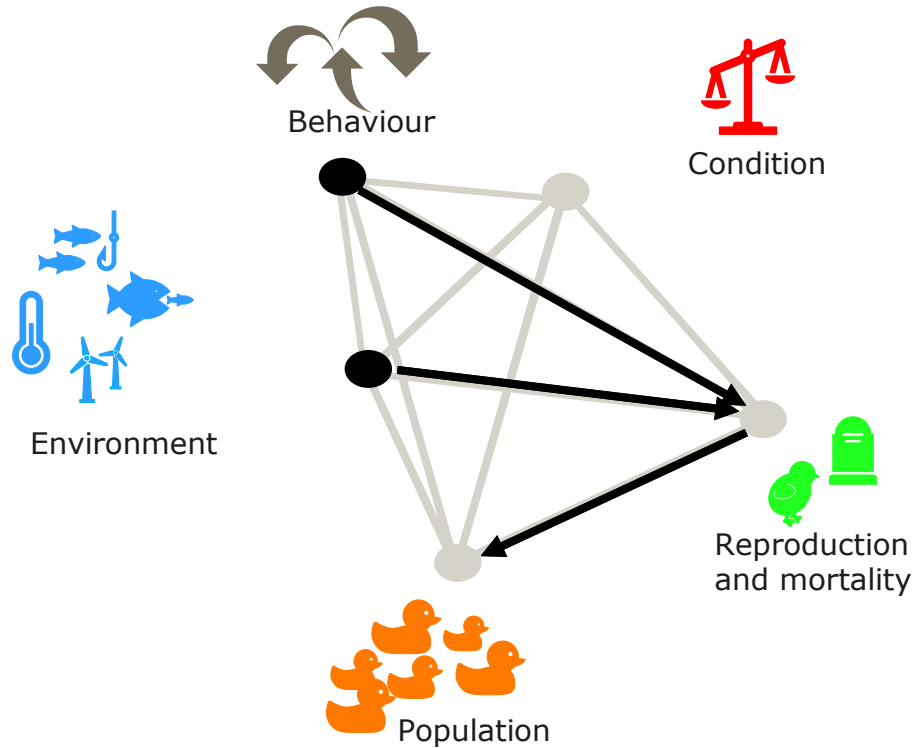 Behaviour
Condition
Environment
Reproduction
and mortality
Population